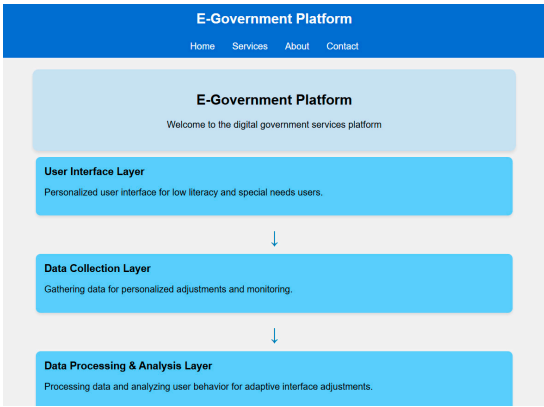 E-Government Platform
Home Services About Contact
E-Government Platform
Welcome to the digital government services platform
User Interface Layer
Personalized user interface for low literacy and special needs users.
↓
Data Collection Layer
Gathering data for personalized adjustments and monitoring.
↓
Data Processing & Analysis Layer
Processing data and analyzing user behavior for adaptive interface adjustments.